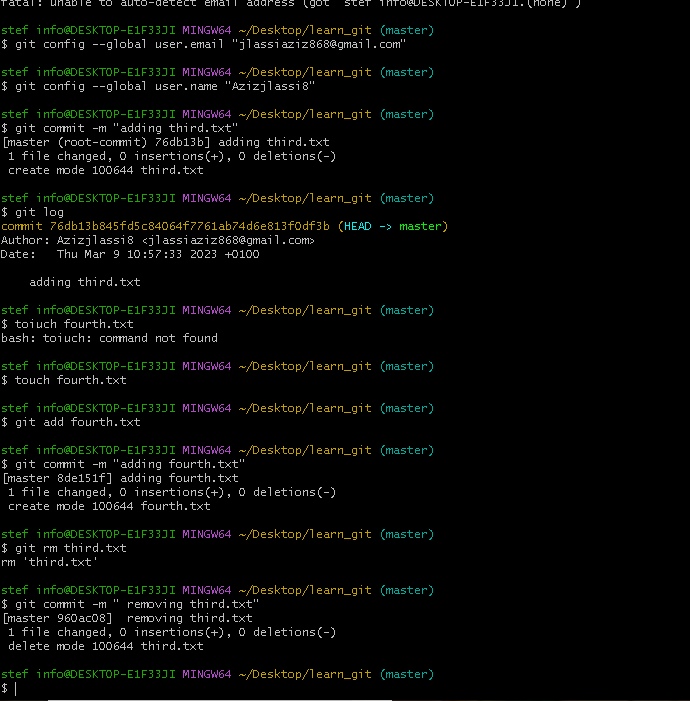 fatal: unable to auto-detect email address (got 'stef info@DESKTOP-E1F33JI.(none)')
stef info@DESKTOP-E1F33JI MINGW64 ~/Desktop/learn_git (master)
$ git config --global user.email "jlassiaziz868@gmail.com"
stef info@DESKTOP-E1F33JI MINGW64 ~/Desktop/learn_git (master)
$ git config --global user.name "Azizjlassi8"
stef info@DESKTOP-E1F33JI MINGW64 ~/Desktop/learn_git (master)
$ git commit -m "adding third.txt"
[master (root-commit) 76db13b] adding third.txt
 1 file changed, 0 insertions(+), 0 deletions(-)
 create mode 100644 third.txt
stef info@DESKTOP-E1F33JI MINGW64 ~/Desktop/learn_git (master)
$ git log
commit 76db13b845fd5c84064f7761ab74d6e813f0df3b (HEAD -> master)
Author: Azizjlassi8 <jlassiaziz868@gmail.com>
Date:   Thu Mar 9 10:57:33 2023 +0100
    adding third.txt
stef info@DESKTOP-E1F33JI MINGW64 ~/Desktop/learn_git (master)
$ toiuch fourth.txt
bash: toiuch: command not found
stef info@DESKTOP-E1F33JI MINGW64 ~/Desktop/learn_git (master)
$ touch fourth.txt
stef info@DESKTOP-E1F33JI MINGW64 ~/Desktop/learn_git (master)
$ git add fourth.txt
stef info@DESKTOP-E1F33JI MINGW64 ~/Desktop/learn_git (master)
$ git commit -m "adding fourth.txt"
[master 8de151f] adding fourth.txt
 1 file changed, 0 insertions(+), 0 deletions(-)
 create mode 100644 fourth.txt
stef info@DESKTOP-E1F33JI MINGW64 ~/Desktop/learn_git (master)
$ git rm third.txt
rm 'third.txt'
stef info@DESKTOP-E1F33JI MINGW64 ~/Desktop/learn_git (master)
$ git commit -m " removing third.txt"
[master 960ac08]  removing third.txt
 1 file changed, 0 insertions(+), 0 deletions(-)
 delete mode 100644 third.txt
stef info@DESKTOP-E1F33JI MINGW64 ~/Desktop/learn_git (master)
$